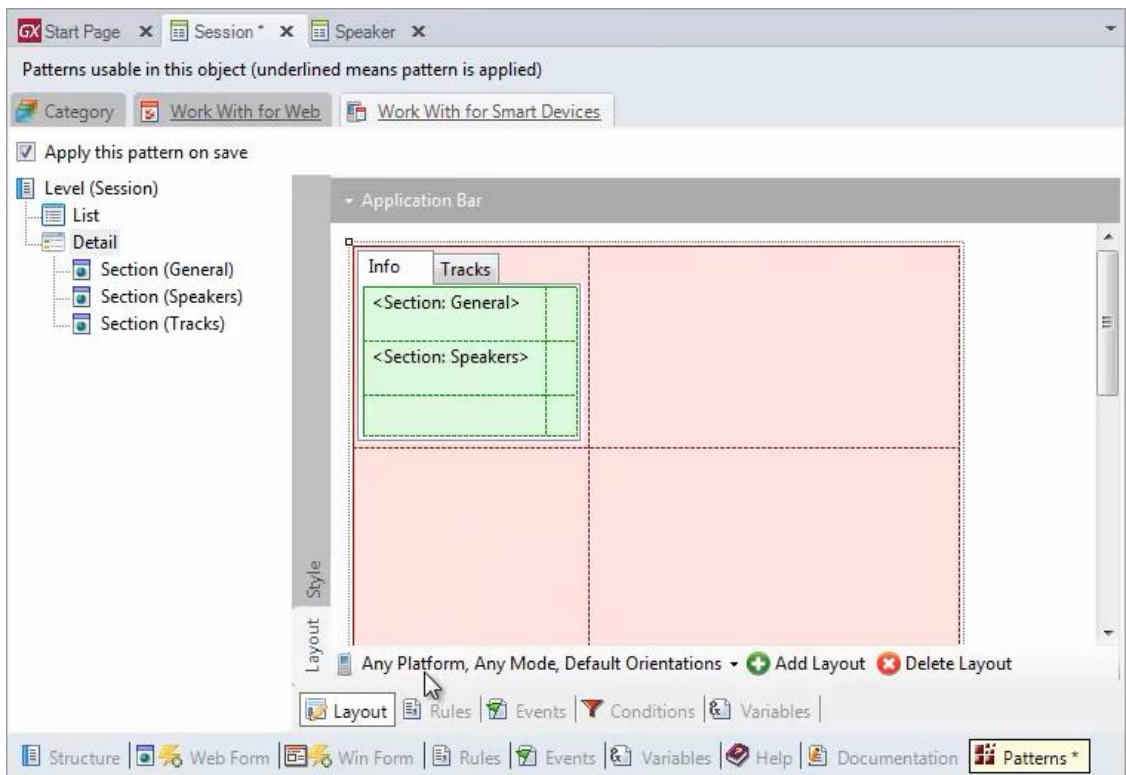 GX Start Page Session * Speaker
Patterns usable in this object (underlined means pattern is applied)
Category Work With for Web Work With for Smart Devices
Apply this pattern on save
Level (Session)
List
Detail
Section (General)
Section (Speakers)
Section (Tracks)
Application Bar
Info Tracks
<Section: General>
<Section: Speakers>
Style
Layout
Any Platform, Any Mode, Default Orientations Add Layout Delete Layout
Layout Rules Events Conditions & Variables
Structure Web Form Win Form Rules Events & Variables Help Documentation Patterns *